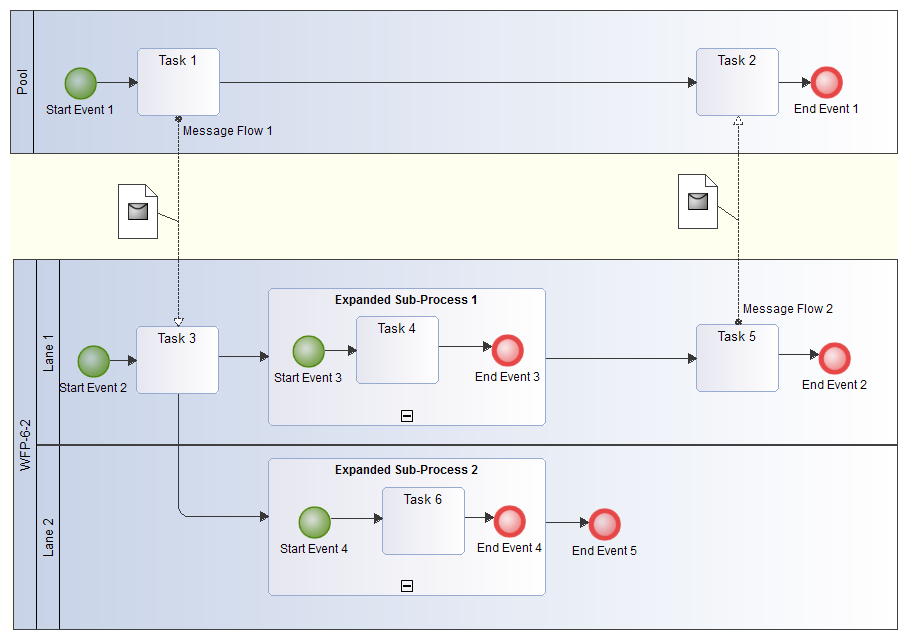 Pool
Task 1
Task 2
Start Event 1
End Event 1
Message Flow 1
WFP-6-2
Lane 1
Expanded Sub-Process 1
Message Flow 2
Task 3
Task 4
Task 5
Start Event 2
Start Event 3
End Event 3
End Event 2
Lane 2
Expanded Sub-Process 2
Task 6
Start Event 4
End Event 4
End Event 5